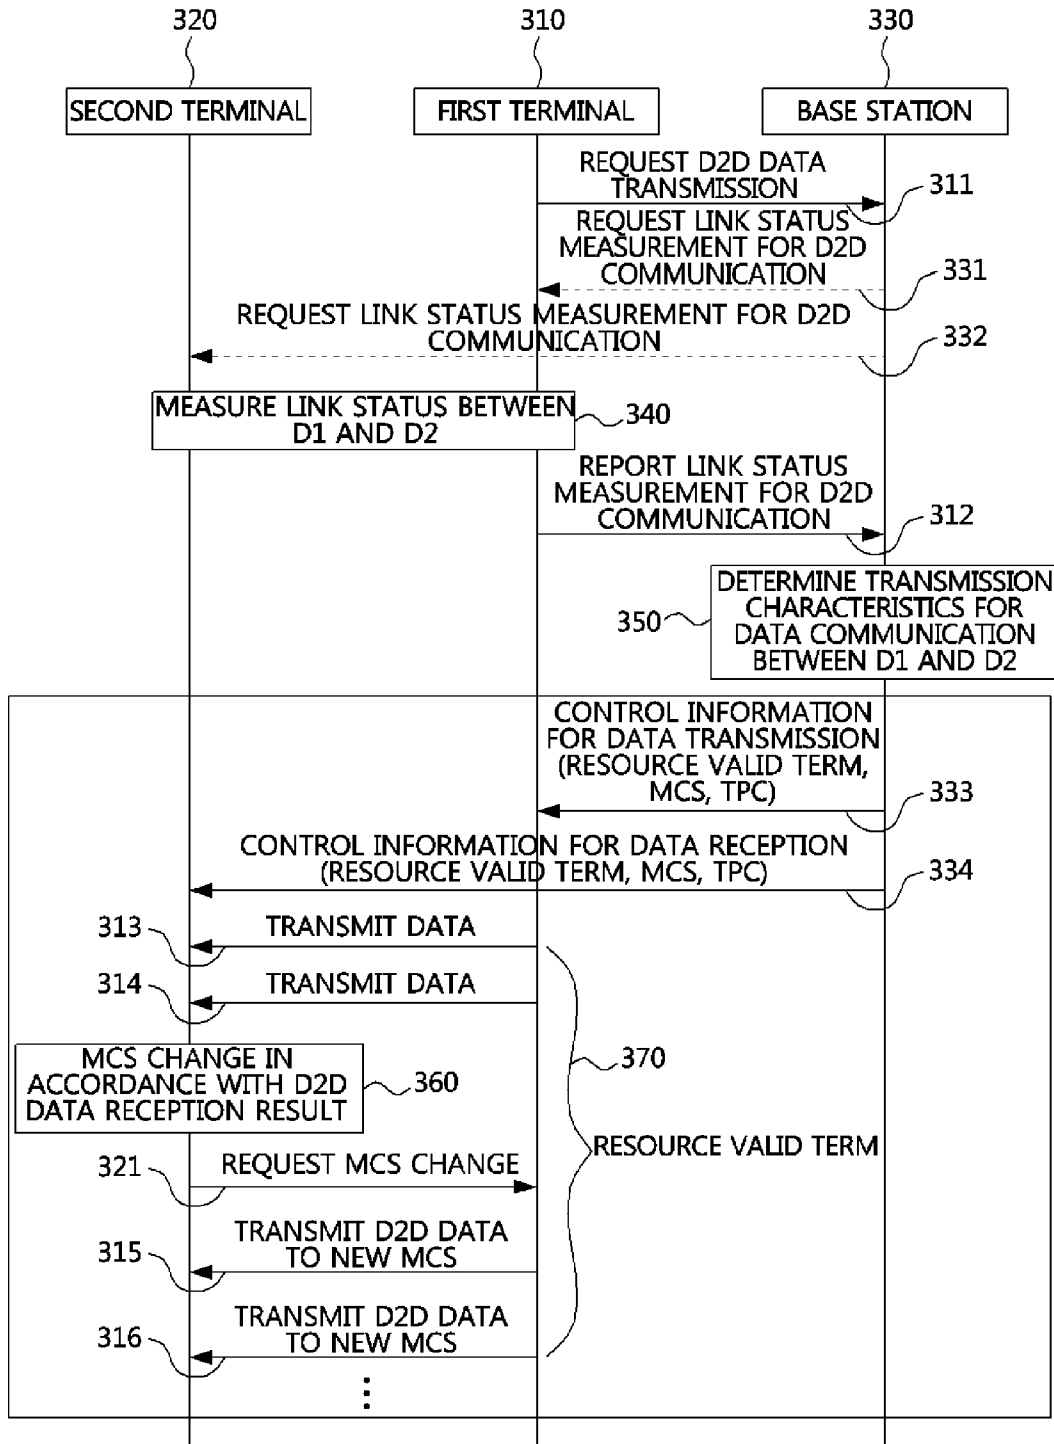 320
310
330
SECOND TERMINAL
FIRST TERMINAL
BASE STATION
REQUEST D2D DATA
TRANSMISSION
311
REQUEST LINK STATUS
MEASUREMENT FOR D2D
COMMUNICATION
331
REQUEST LINK STATUS MEASUREMENT FOR D2D
COMMUNICATION
332
MEASURE LINK STATUS BETWEEN
D1 AND D2
340
REPORT LINK STATUS
MEASUREMENT FOR D2D
COMMUNICATION
312
DETERMINE TRANSMISSION
CHARACTERISTICS FOR
DATA COMMUNICATION
BETWEEN D1 AND D2
350
CONTROL INFORMATION
FOR DATA TRANSMISSION
(RESOURCE VALID TERM,
MCS, TPC)
333
CONTROL INFORMATION FOR DATA RECEPTION
(RESOURCE VALID TERM, MCS, TPC)
334
313
TRANSMIT DATA
314
TRANSMIT DATA
MCS CHANGE IN
ACCORDANCE WITH D2D
DATA RECEPTION RESULT
360
370
RESOURCE VALID TERM
321
REQUEST MCS CHANGE
TRANSMIT D2D DATA
TO NEW MCS
315
TRANSMIT D2D DATA
TO NEW MCS
316